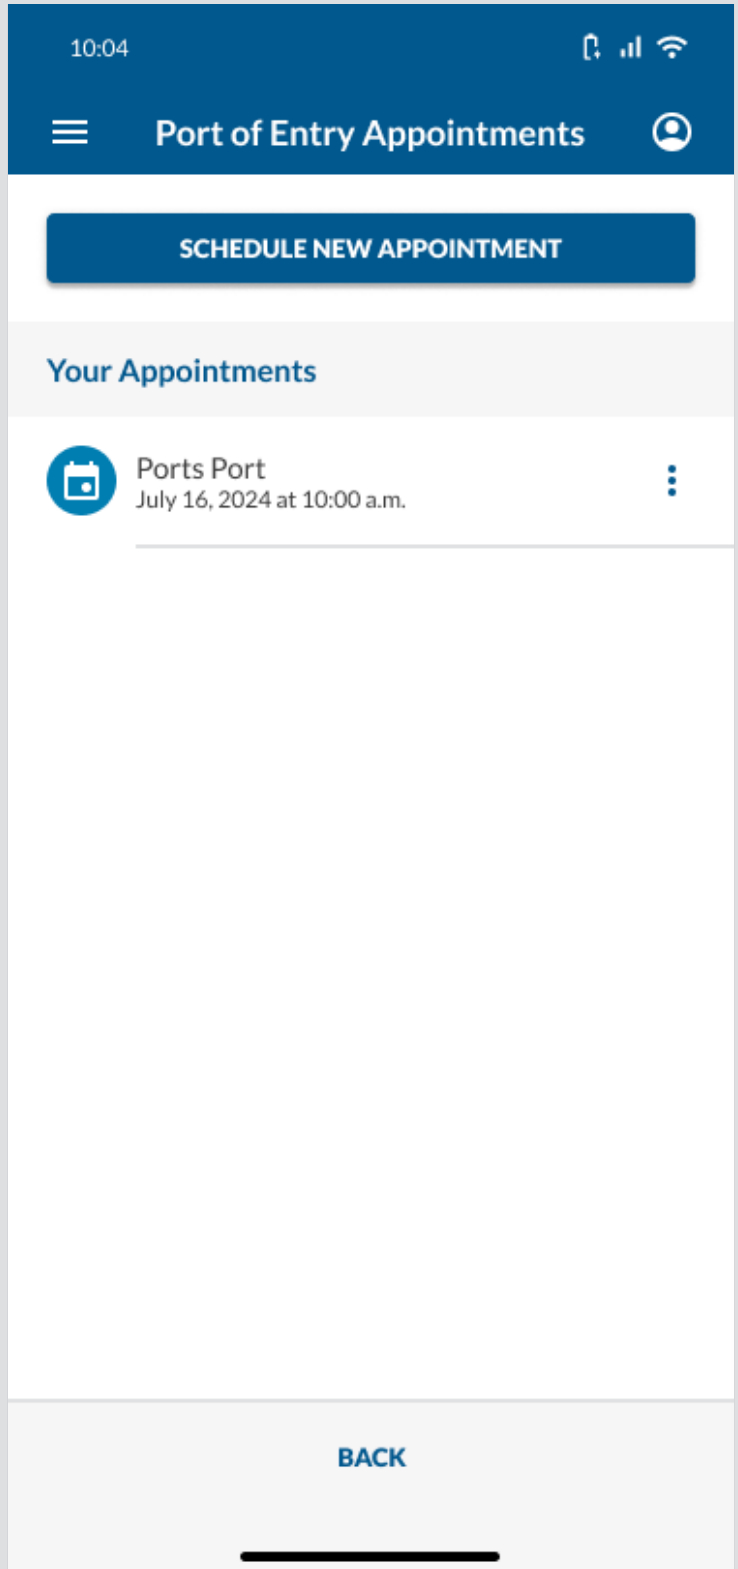 10:04
Port of Entry Appointments
SCHEDULE NEW APPOINTMENT
Your Appointments
Ports Port
July 16, 2024 at 10:00 a.m.
BACK